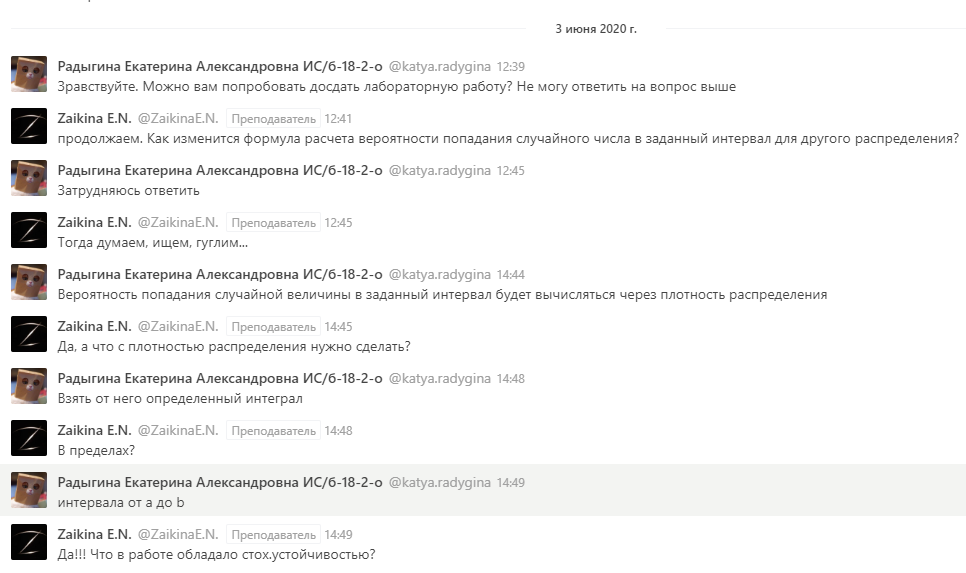 3 июня 2020 г.
Радыгина Екатерина Александровна ИС/б-18-2-о @katya.radygina 12:39
Зравствуйте. Можно вам попробовать досдать лабораторную работу? Не могу ответить на вопрос выше
Zaikina E.N. @ZaikinaE.N. Преподаватель 12:41
продолжаем. Как изменится формула расчета вероятности попадания случайного числа в заданный интервал для другого распределения?
Радыгина Екатерина Александровна ИС/б-18-2-о @katya.radygina 12:45
Затрудняюсь ответить
Zaikina E.N. @ZaikinaE.N. Преподаватель 12:45
Тогда думаем, ищем, гуглим...
Радыгина Екатерина Александровна ИС/б-18-2-о @katya.radygina 14:44
Вероятность попадания случайной величины в заданный интервал будет вычисляться через плотность распределения
Zaikina E.N. @ZaikinaE.N. Преподаватель 14:45
Да, а что с плотностью распределения нужно сделать?
Радыгина Екатерина Александровна ИС/б-18-2-о @katya.radygina 14:48
Взять от него определенный интеграл
Zaikina E.N. @ZaikinaE.N. Преподаватель 14:48
В пределах?
Радыгина Екатерина Александровна ИС/б-18-2-о @katya.radygina 14:49
интервала от a до b
Zaikina E.N. @ZaikinaE.N. Преподаватель 14:49
Да!!! Что в работе обладало стох.устойчивостью?